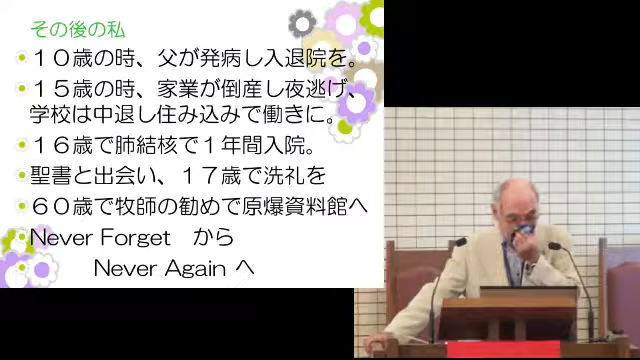 その後の私
１０歳の時、父が発病し入退院を。
１５歳の時、家業が倒産し夜逃げ、
学校は中退し住み込みで働きに。
１６歳で肺結核で１年間入院。
聖書と出会い、１７歳で洗礼を
６０歳で牧師の勧めで原爆資料館へ
Never Forget　から
Never Again へ